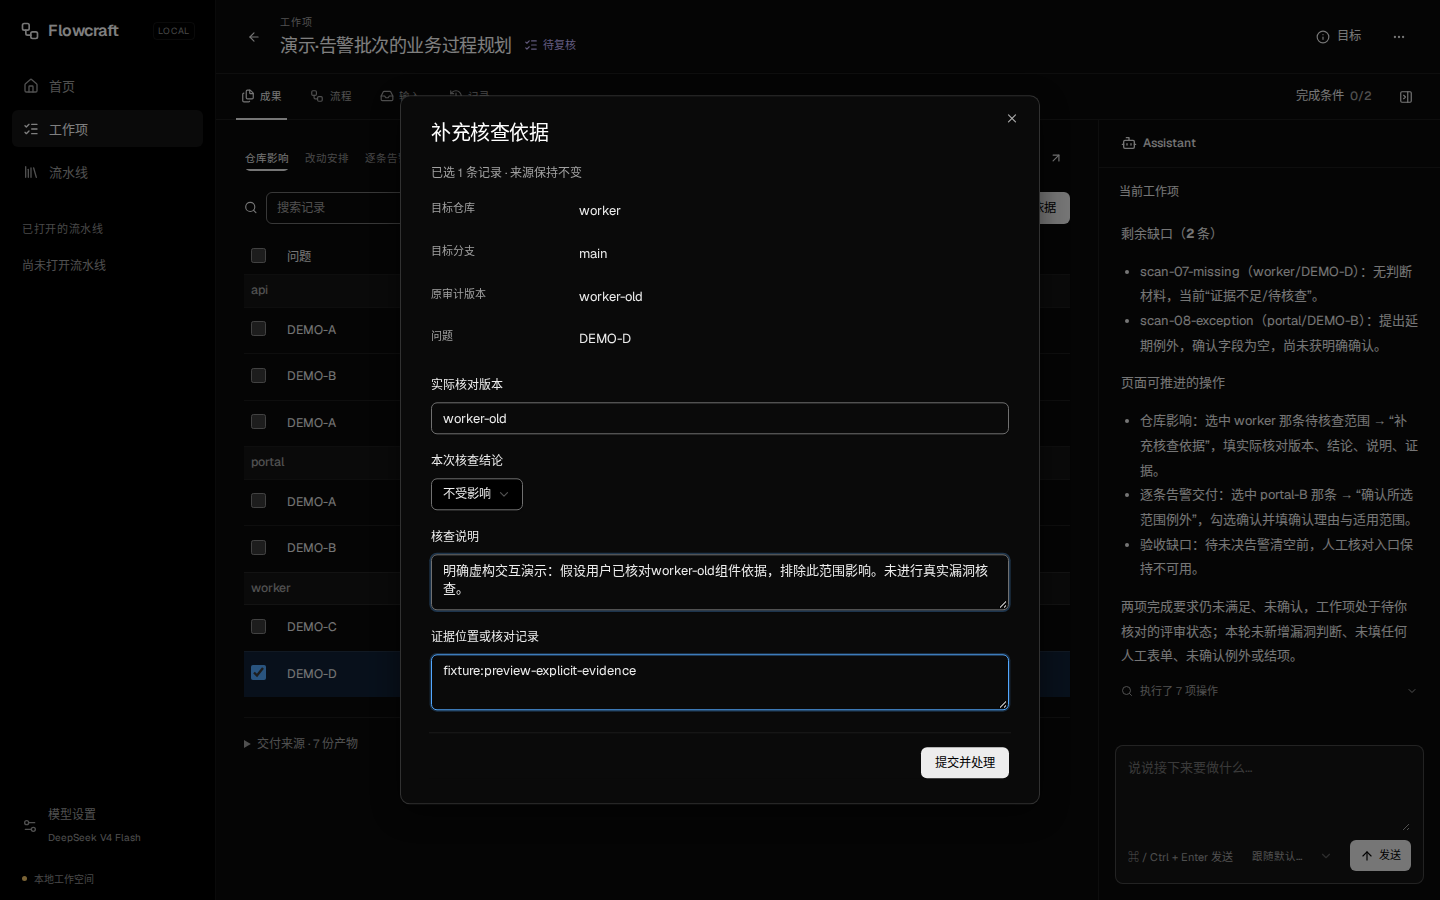 Flowcraft
LOCAL
首页
工作项
流水线
已打开的流水线
尚未打开流水线
模型设置
DeepSeek V4 Flash
本地工作空间
工作项
演示·告警批次的业务过程规划
待复核
目标
成果
流程
完成条件 0/2
仓库影响
改动安排
搜索记录
依据
问题
api
DEMO-A
DEMO-B
DEMO-A
portal
DEMO-A
DEMO-B
worker
DEMO-C
DEMO-D
交付来源 · 7 份产物
补充核查依据
已选 1 条记录 · 来源保持不变
目标仓库
worker
目标分支
main
原审计版本
worker-old
问题
DEMO-D
实际核对版本
worker-old
本次核查结论
不受影响
核查说明
明确虚构交互演示：假设用户已核对worker-old组件依据，排除此范围影响。未进行真实漏洞核
查。
证据位置或核对记录
fixture:preview-explicit-evidence
提交并处理
Assistant
当前工作项
剩余缺口（2 条）
scan-07-missing（worker/DEMO-D）：无判断
材料，当前“证据不足/待核查”。
scan-08-exception（portal/DEMO-B）：提出延
期例外，确认字段为空，尚未获明确确认。
页面可推进的操作
仓库影响：选中 worker 那条待核查范围 → “补
充核查依据”，填实际核对版本、结论、说明、证
据。
逐条告警交付：选中 portal-B 那条 → “确认所选
范围例外”，勾选确认并填确认理由与适用范围。
验收缺口：待未决告警清空前，人工核对入口保
持不可用。
两项完成要求仍未满足、未确认，工作项处于待你
核对的评审状态；本轮未新增漏洞判断、未填任何
人工表单、未确认例外或结项。
执行了 7 项操作
说说接下来要做什么…
⌘ / Ctrl + Enter 发送
跟随默认…
发送